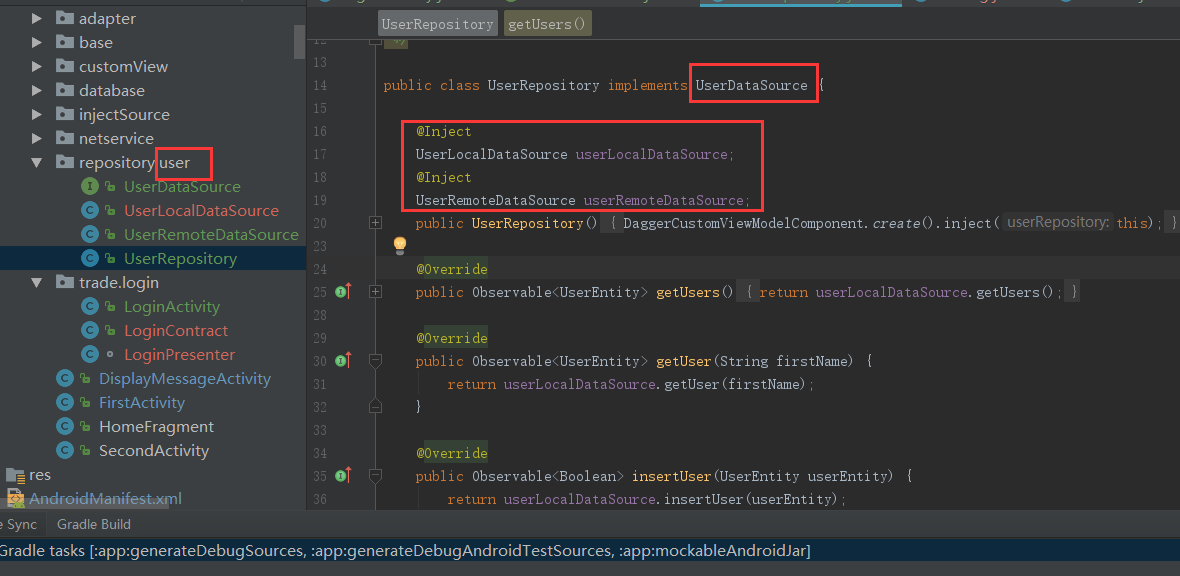 adapter
base
customView
database
injectSource
netservice
repository.user
UserDataSource
UserLocalDataSource
UserRemoteDataSource
UserRepository
trade.login
LoginActivity
LoginContract
LoginPresenter
DisplayMessageActivity
FirstActivity
HomeFragment
SecondActivity
res
AndroidManifest.xml
UserRepository getUsers()
12
13
14 public class UserRepository implements UserDataSource {
15
16 @Inject
17 UserLocalDataSource userLocalDataSource;
18 @Inject
19 UserRemoteDataSource userRemoteDataSource;
20 public UserRepository() { DaggerCustomViewModelComponent.create().inject( userRepository: this); }
23
24 @Override
25 public Observable<UserEntity> getUsers() { return userLocalDataSource.getUsers(); }
28
29 @Override
30 public Observable<UserEntity> getUser(String firstName) {
31 return userLocalDataSource.getUser(firstName);
32 }
33
34 @Override
35 public Observable<Boolean> insertUser(UserEntity userEntity) {
36 return userLocalDataSource.insertUser(userEntity);
Sync Gradle Build
Gradle tasks [:app:generateDebugSources, :app:generateDebugAndroidTestSources, :app:mockableAndroidJar]